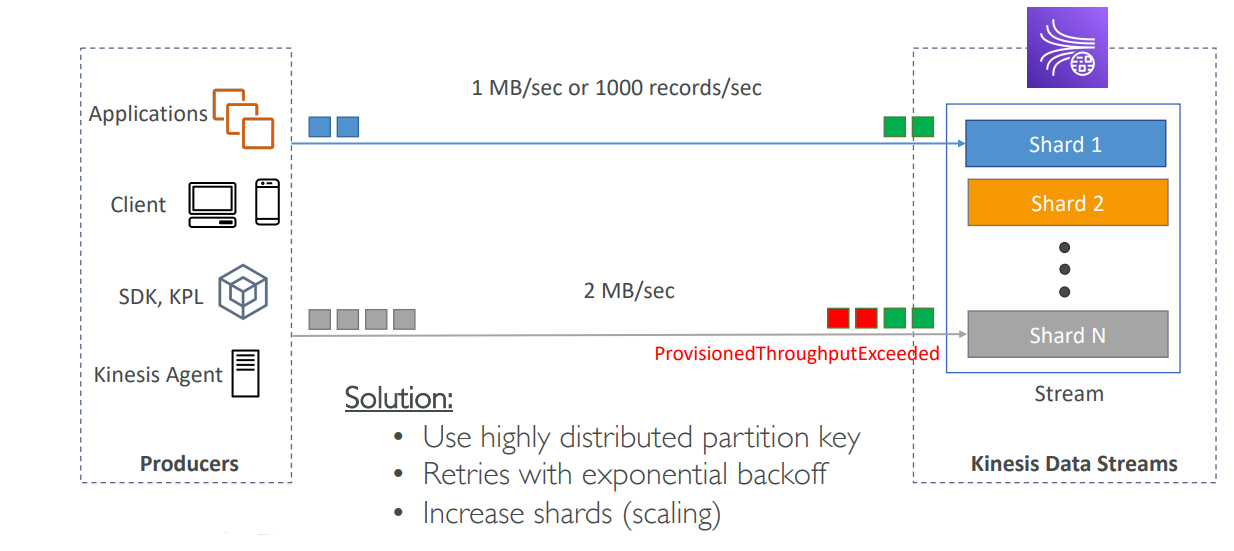 1 MB/sec or 1000 records/sec
Applications
Shard 1
Client
Shard 2
SDK, KPL
2 MB/sec
Shard N
ProvisionedThroughputExceeded
Kinesis Agent
Stream
Solution:
• Use highly distributed partition key
• Retries with exponential backoff
• Increase shards (scaling)
Producers
Kinesis Data Streams